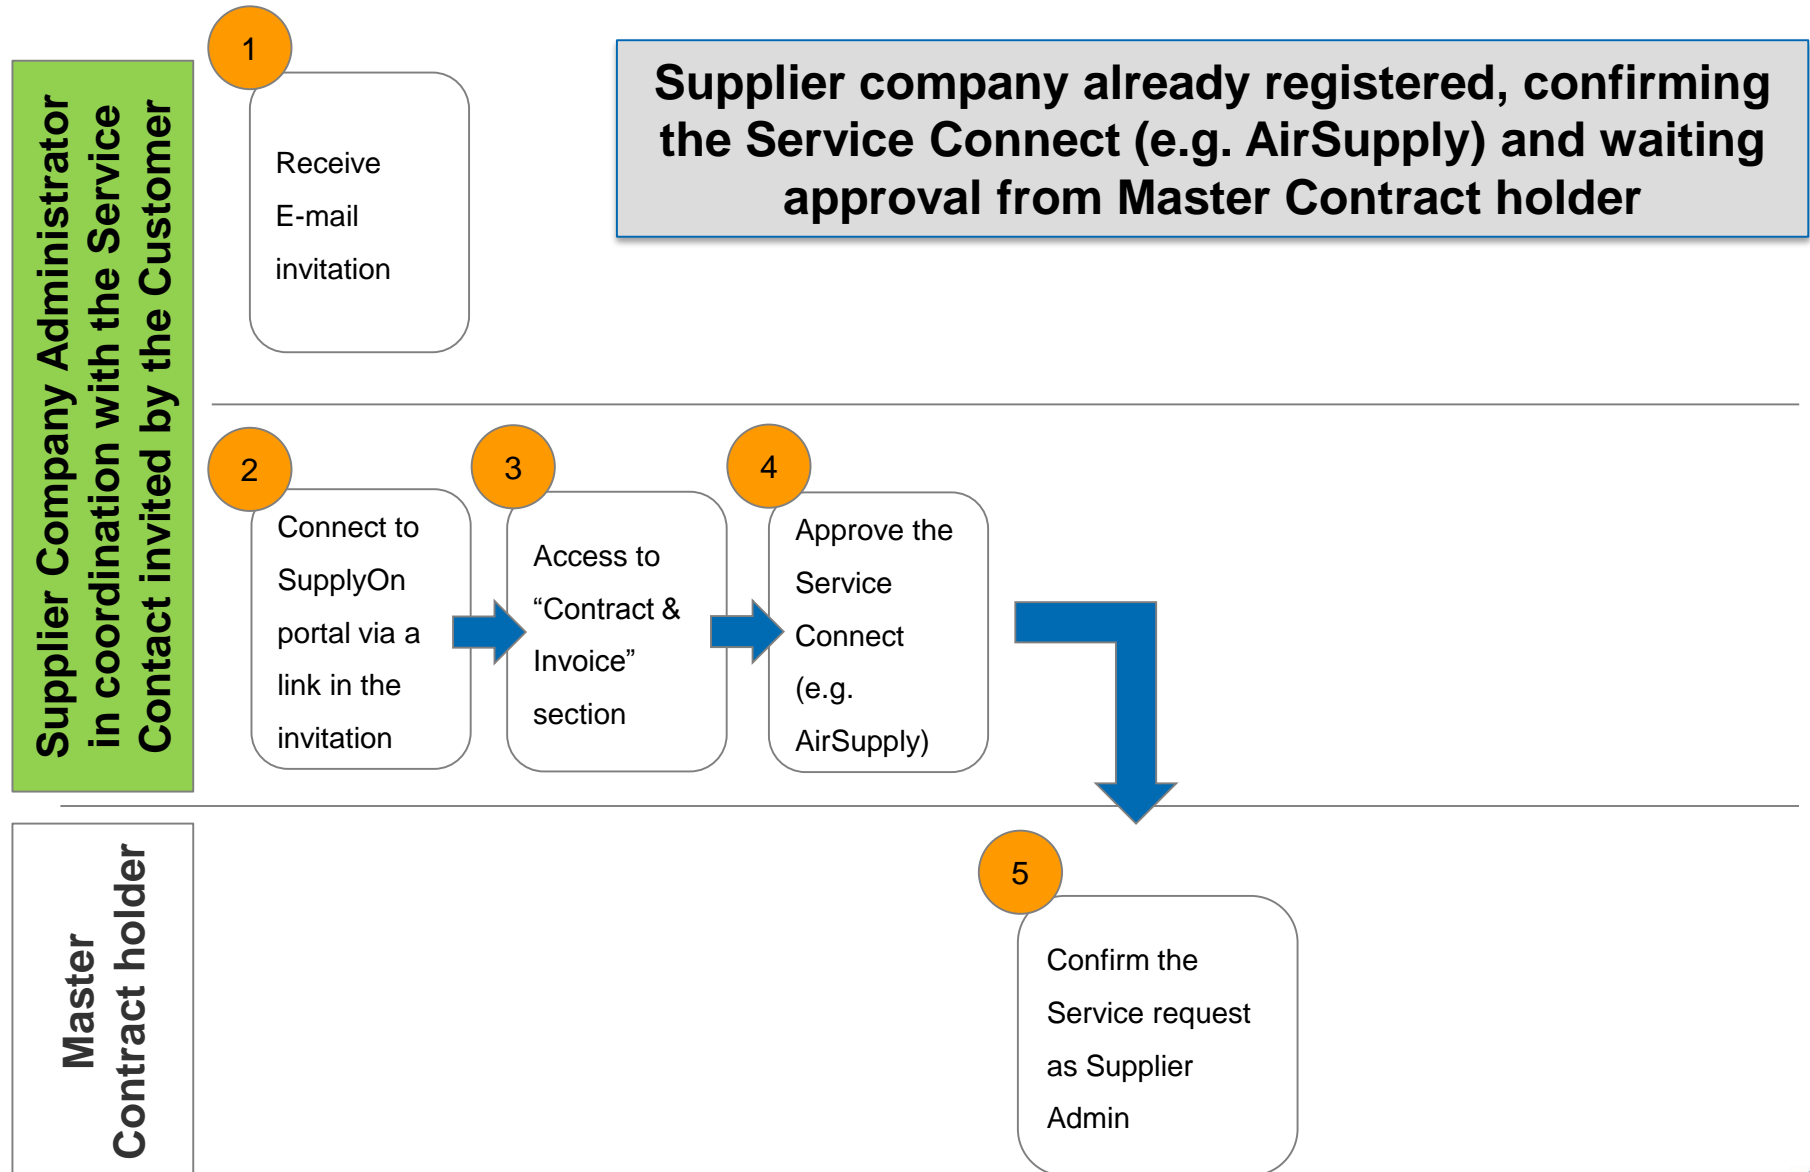 1
Supplier company already registered, confirming
the Service Connect (e.g. AirSupply) and waiting
approval from Master Contract holder
Receive
E-mail
invitation
Supplier Company Administrator
in coordination with the Service
Contact invited by the Customer
2
Connect to
SupplyOn
portal via a
link in the
invitation
3
Access to
“Contract &
Invoice”
section
4
Approve the
Service
Connect
(e.g.
AirSupply)
Master
Contract holder
5
Confirm the
Service request
as Supplier
Admin